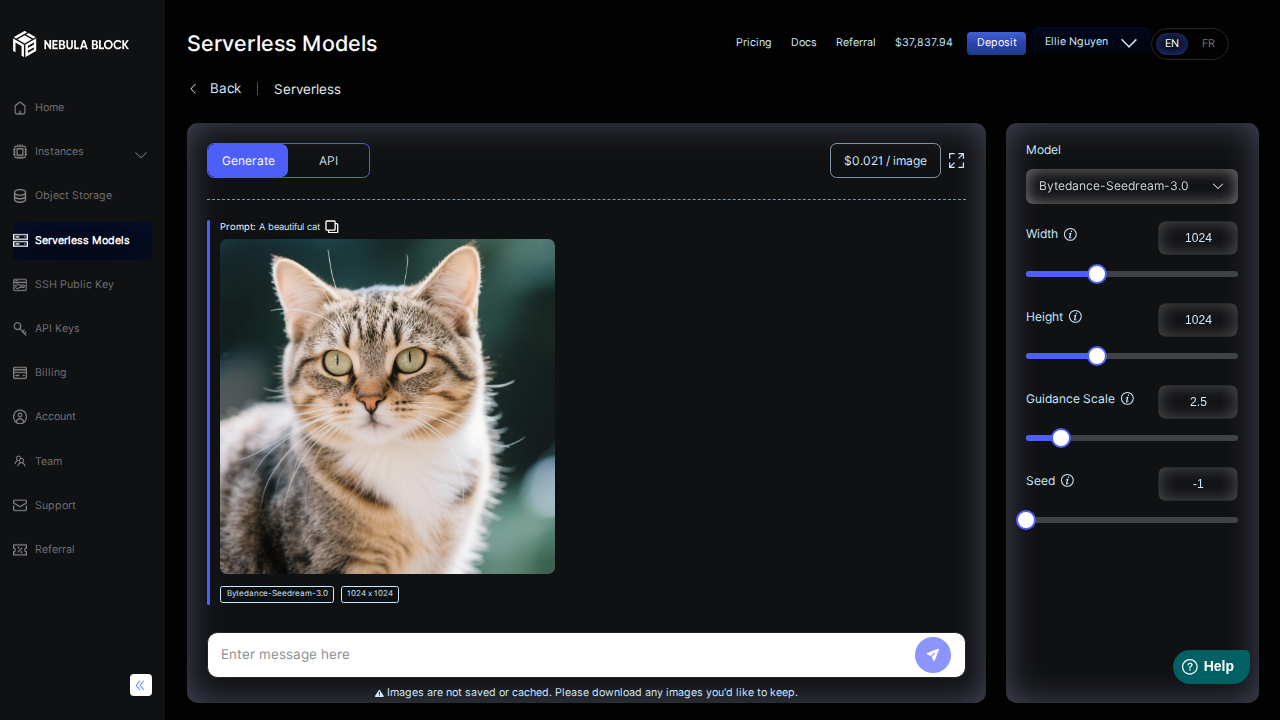 NEBULA BLOCK
Home
Instances
Object Storage
Serverless Models
SSH Public Key
API Keys
Billing
Account
Team
Support
Referral
Serverless Models
Pricing Docs Referral $37,837.94 Deposit Ellie Nguyen EN FR
Back Serverless
Generate API $0.021 / image
Prompt: A beautiful cat
Bytedance-Seedream-3.0 1024 x 1024
Enter message here
Images are not saved or cached. Please download any images you'd like to keep.
Model
Bytedance-Seedream-3.0
Width 1024
Height 1024
Guidance Scale 2.5
Seed -1
Help